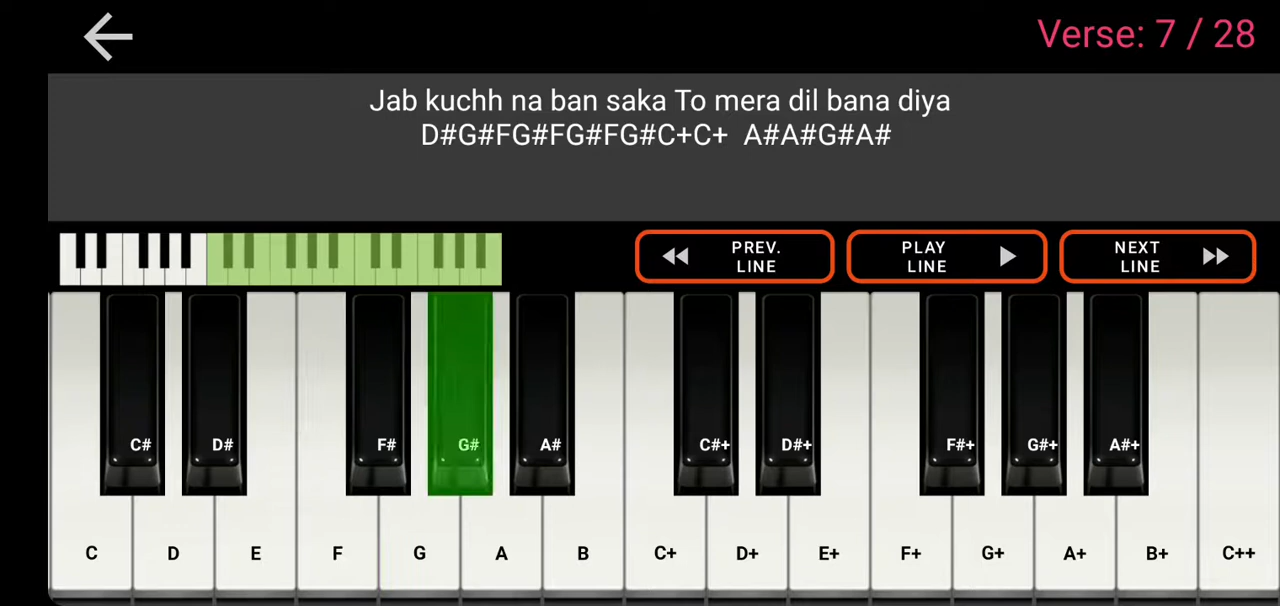 Verse: 7 / 28
Jab kuchh na ban saka To mera dil bana diya
D#G#FG#FG#FG#C+C+  A#A#G#A#
PREV.
LINE
PLAY
LINE
NEXT
LINE
C# D# F# G# A# C#+ D#+ F#+ G#+ A#+
C D E F G A B C+ D+ E+ F+ G+ A+ B+ C++